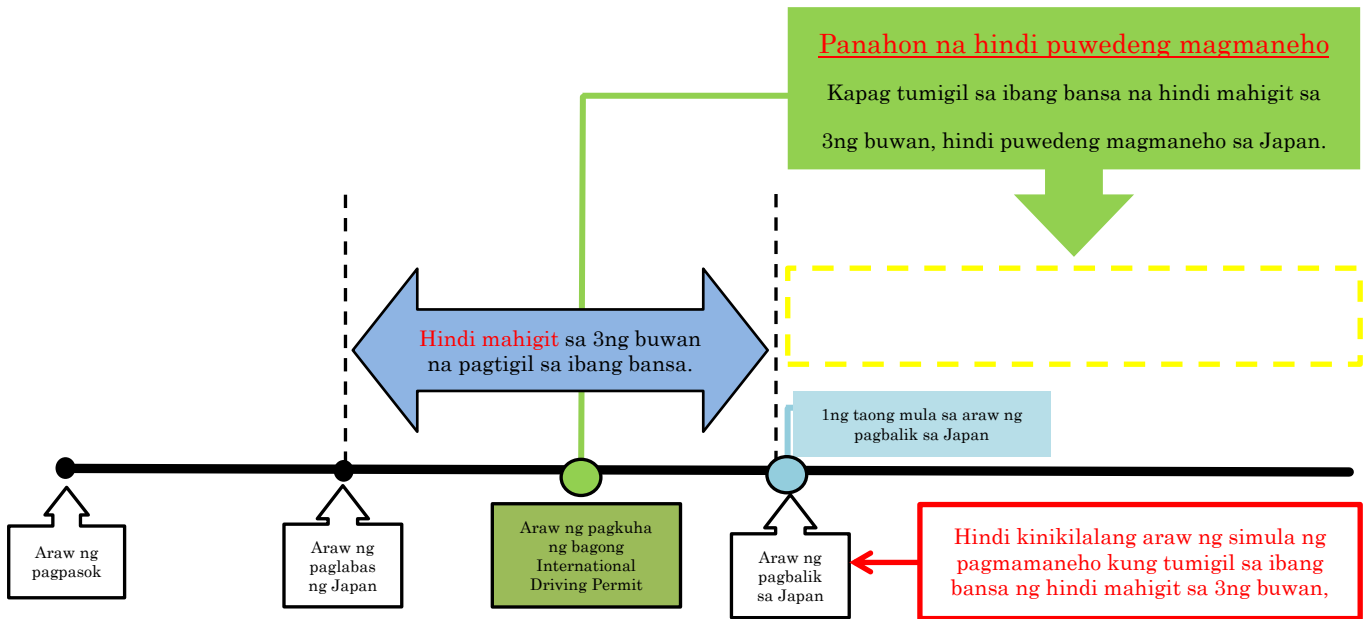 Panahon na hindi puwedeng magmaneho
Kapag tumigil sa ibang bansa na hindi mahigit sa
3ng buwan, hindi puwedeng magmaneho sa Japan.
Hindi mahigit sa 3ng buwan
na pagtigil sa ibang bansa.
1ng taong mula sa araw ng
pagbalik sa Japan
Araw ng
pagpasok
Araw ng
paglabas
ng Japan
Araw ng pagkuha
ng bagong
International
Driving Permit
Araw ng
pagbalik
sa Japan
Hindi kinikilalang araw ng simula ng
pagmamaneho kung tumigil sa ibang
bansa ng hindi mahigit sa 3ng buwan,